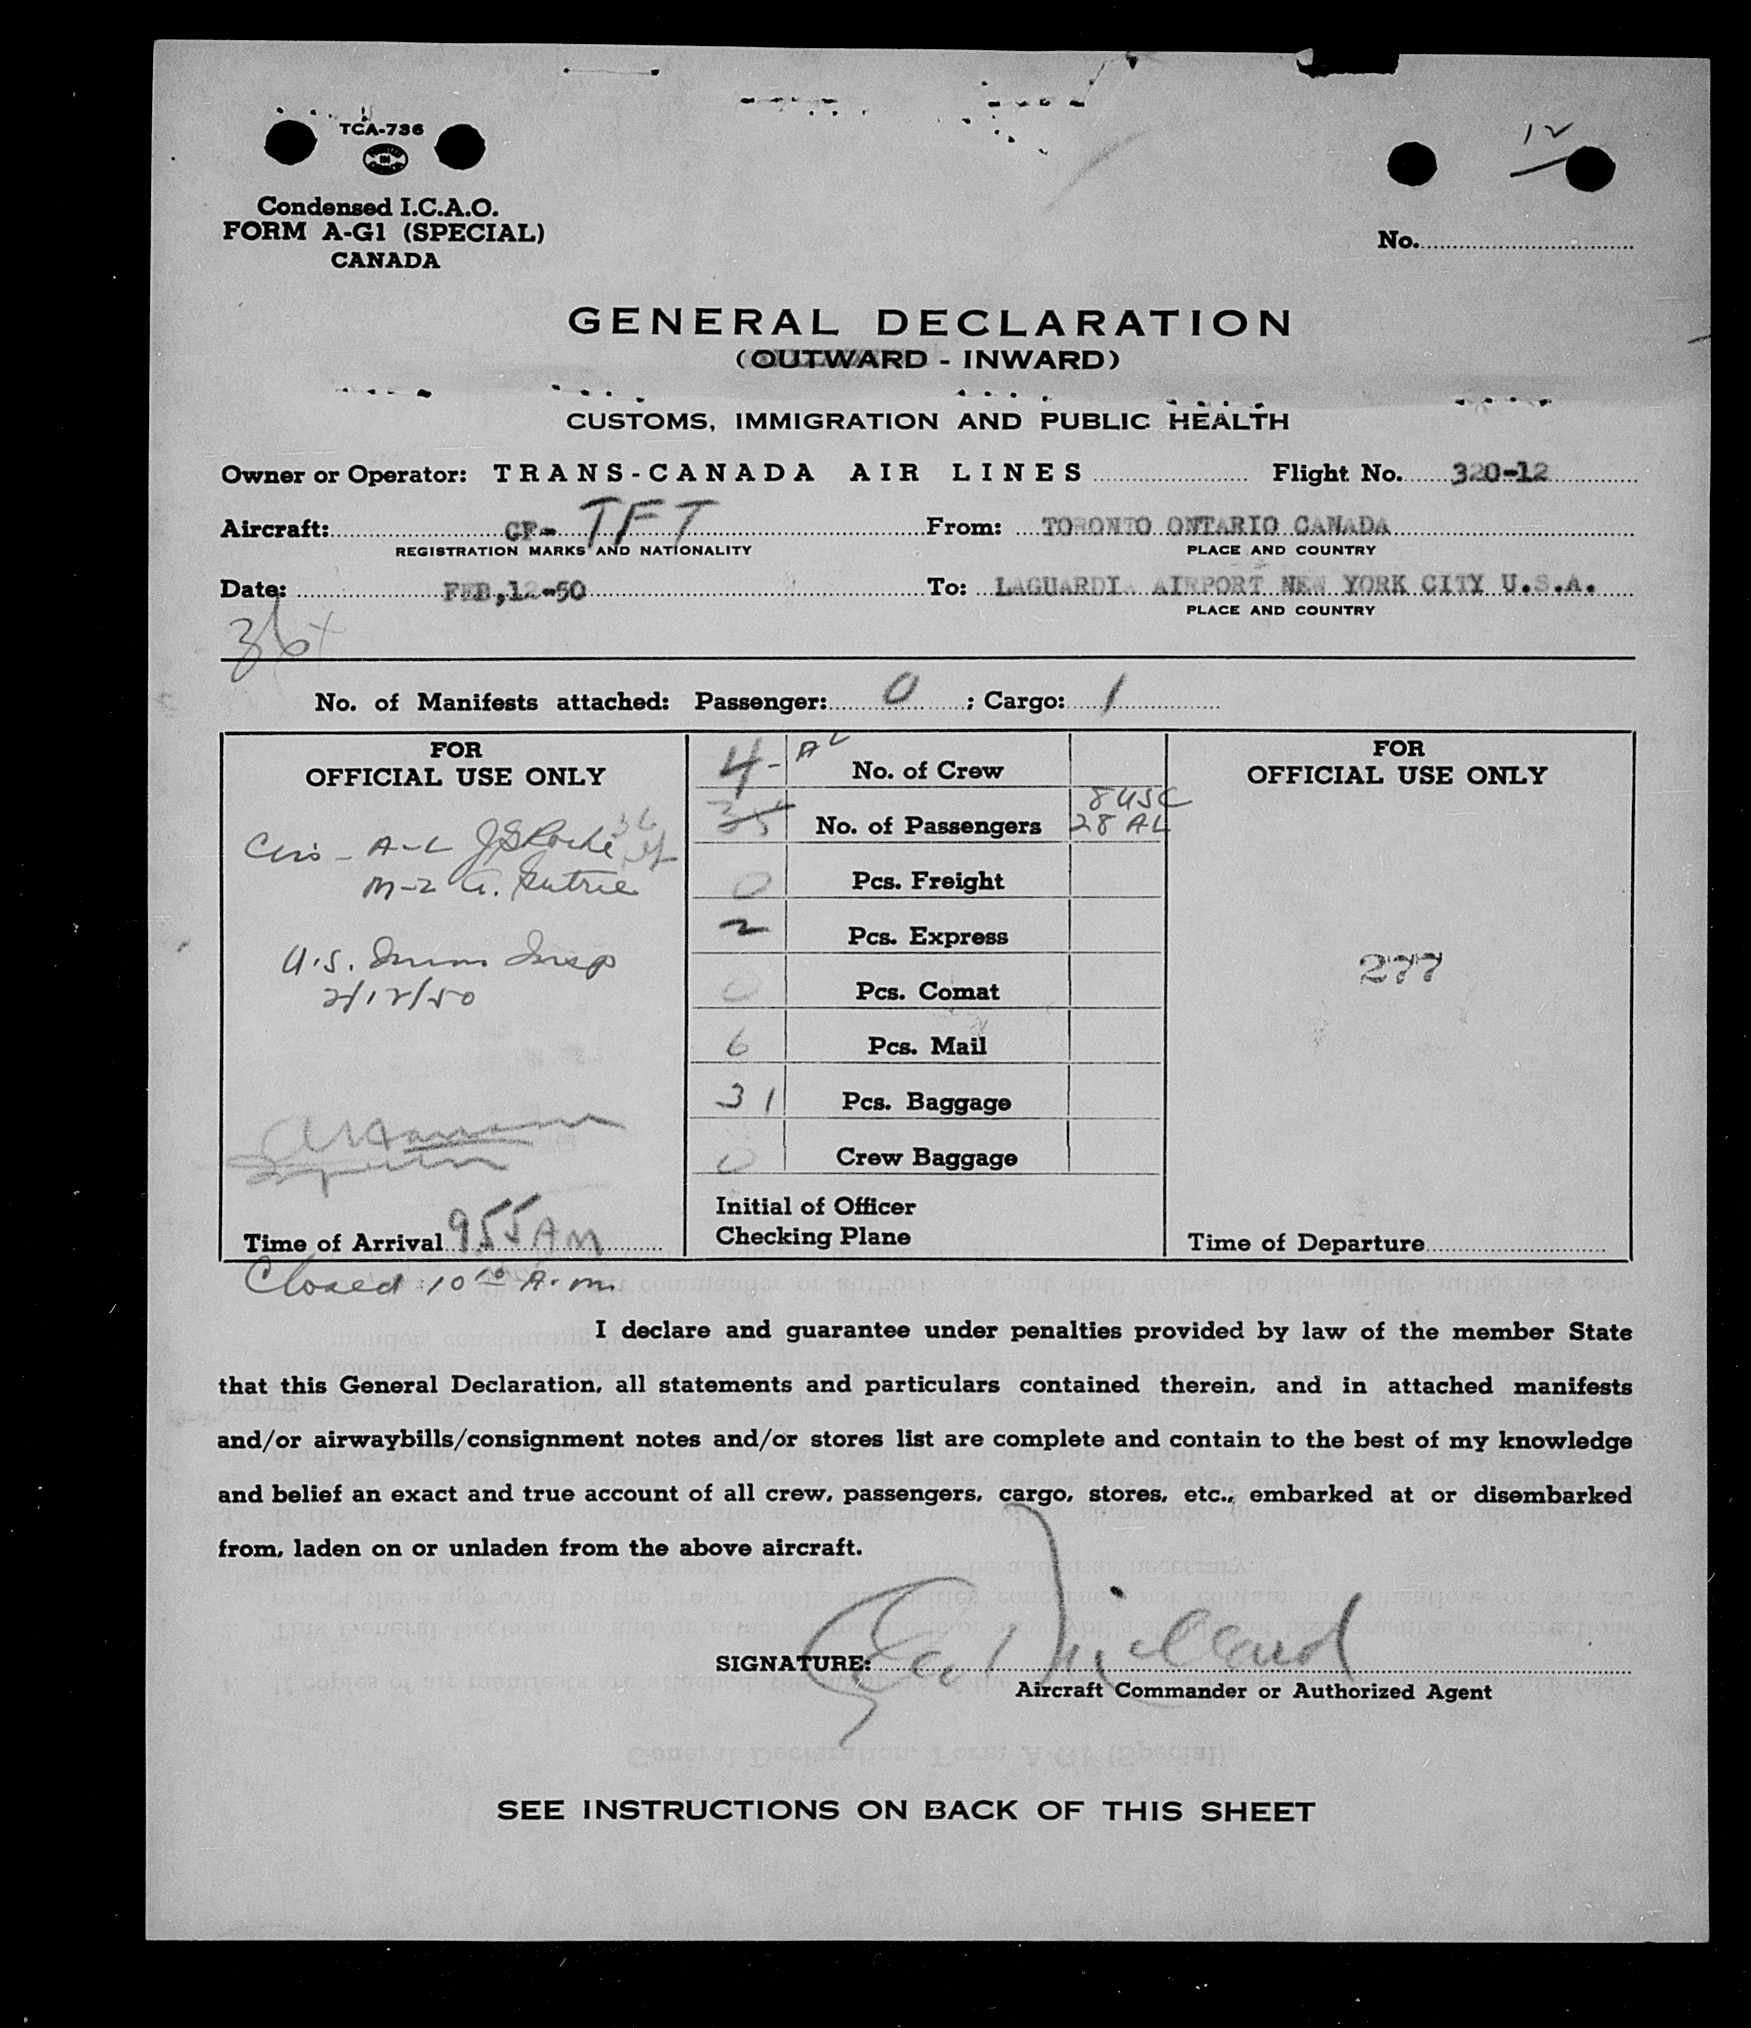 12
TCA-736
Condensed I.C.A.O.
FORM A-G1 (SPECIAL)
CANADA
No.
GENERAL DECLARATION
(OUTWARD - INWARD)
CUSTOMS, IMMIGRATION AND PUBLIC HEALTH
Owner or Operator: TRANS-CANADA AIR LINES Flight No. 320-12
Aircraft: CF- TFT From: TORONTO ONTARIO CANADA
REGISTRATION MARKS AND NATIONALITY PLACE AND COUNTRY
Date: FEB,12-50 To: LAGUARDIA AIRPORT NEW YORK CITY U.S.A.
PLACE AND COUNTRY
36
No. of Manifests attached: Passenger: 0 ; Cargo: 1
FOR
OFFICIAL USE ONLY
A-L
M-2
U.S. Imm Insp
2/12/50
Time of Arrival 955 AM
4- AL No. of Crew
35 No. of Passengers 8 USC
28 AL
0 Pcs. Freight
2 Pcs. Express
0 Pcs. Comat
6 Pcs. Mail
31 Pcs. Baggage
0 Crew Baggage
Initial of Officer
Checking Plane
FOR
OFFICIAL USE ONLY
277
Time of Departure
Closed 10 10 A.m.
I declare and guarantee under penalties provided by law of the member State
that this General Declaration, all statements and particulars contained therein, and in attached manifests
and/or airwaybills/consignment notes and/or stores list are complete and contain to the best of my knowledge
and belief an exact and true account of all crew, passengers, cargo, stores, etc., embarked at or disembarked
from, laden on or unladen from the above aircraft.
SIGNATURE:
Aircraft Commander or Authorized Agent
SEE INSTRUCTIONS ON BACK OF THIS SHEET